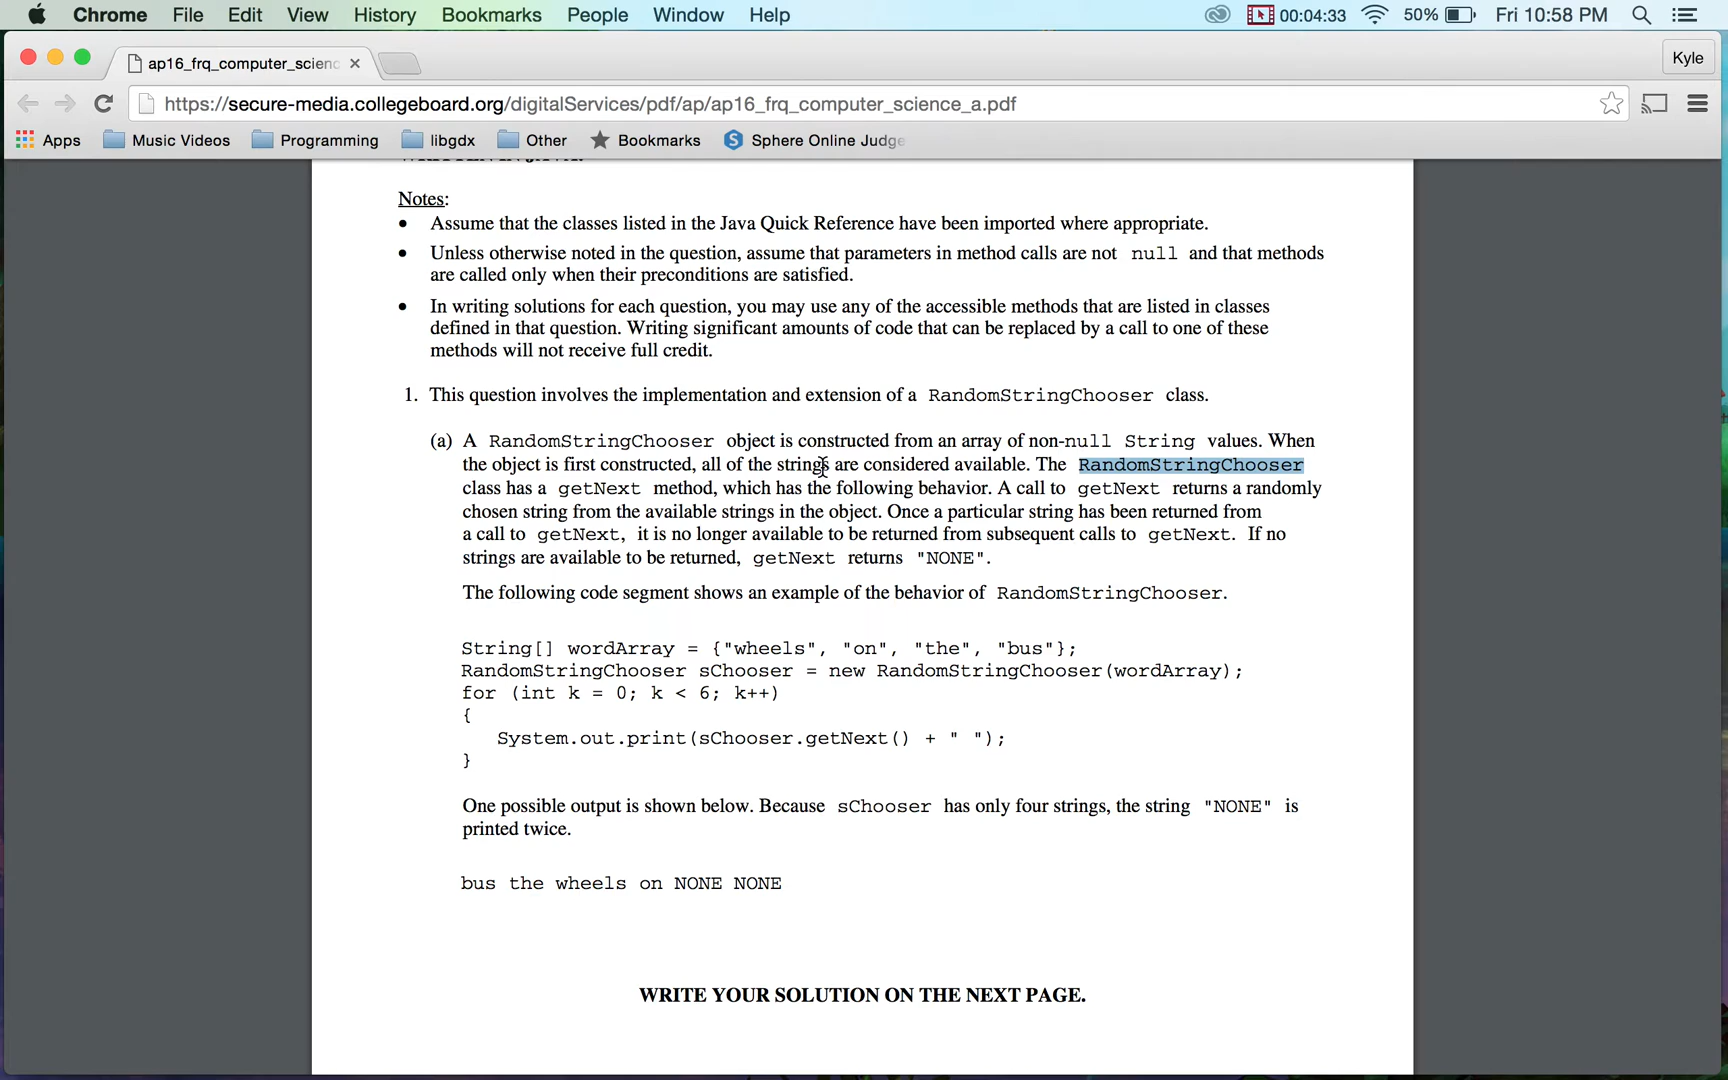 Chrome File Edit View History Bookmarks People Window Help 00:04:33 50% Fri 10:58 PM
ap16_frq_computer_scienc Kyle
https://secure-media.collegeboard.org/digitalServices/pdf/ap/ap16_frq_computer_science_a.pdf
Apps Music Videos Programming libgdx Other Bookmarks Sphere Online Judge
Notes:
• Assume that the classes listed in the Java Quick Reference have been imported where appropriate.
• Unless otherwise noted in the question, assume that parameters in method calls are not null and that methods
are called only when their preconditions are satisfied.
• In writing solutions for each question, you may use any of the accessible methods that are listed in classes
defined in that question. Writing significant amounts of code that can be replaced by a call to one of these
methods will not receive full credit.
1. This question involves the implementation and extension of a RandomStringChooser class.
(a) A RandomStringChooser object is constructed from an array of non-null String values. When
the object is first constructed, all of the strings are considered available. The RandomStringChooser
class has a getNext method, which has the following behavior. A call to getNext returns a randomly
chosen string from the available strings in the object. Once a particular string has been returned from
a call to getNext, it is no longer available to be returned from subsequent calls to getNext. If no
strings are available to be returned, getNext returns "NONE".
The following code segment shows an example of the behavior of RandomStringChooser.
String[] wordArray = {"wheels", "on", "the", "bus"};
RandomStringChooser sChooser = new RandomStringChooser(wordArray);
for (int k = 0; k < 6; k++)
{
System.out.print(sChooser.getNext() + " ");
}
One possible output is shown below. Because sChooser has only four strings, the string "NONE" is
printed twice.
bus the wheels on NONE NONE
WRITE YOUR SOLUTION ON THE NEXT PAGE.